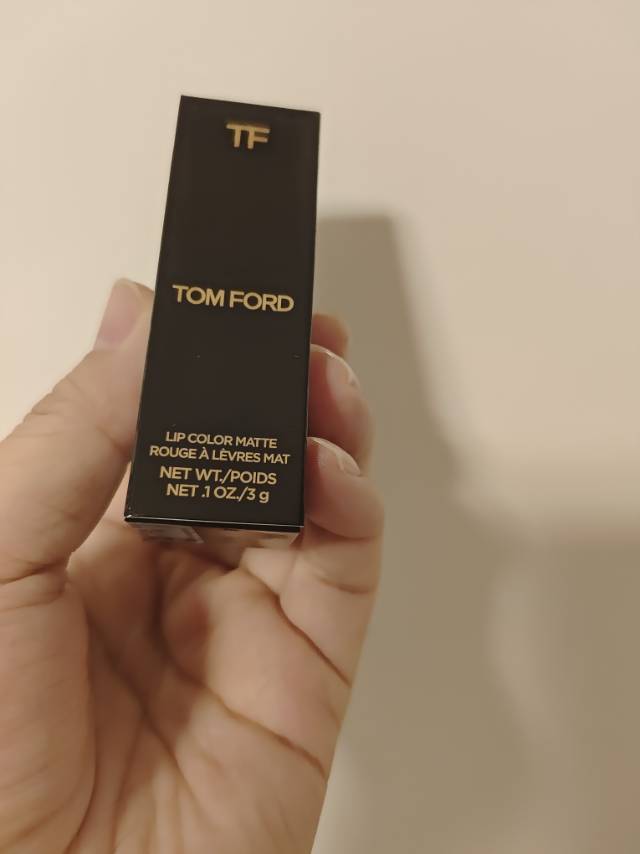 TF
TOM FORD
LIP COLOR MATTE
ROUGE À LÈVRES MAT
NET WT./POIDS
NET .1 OZ./3 g